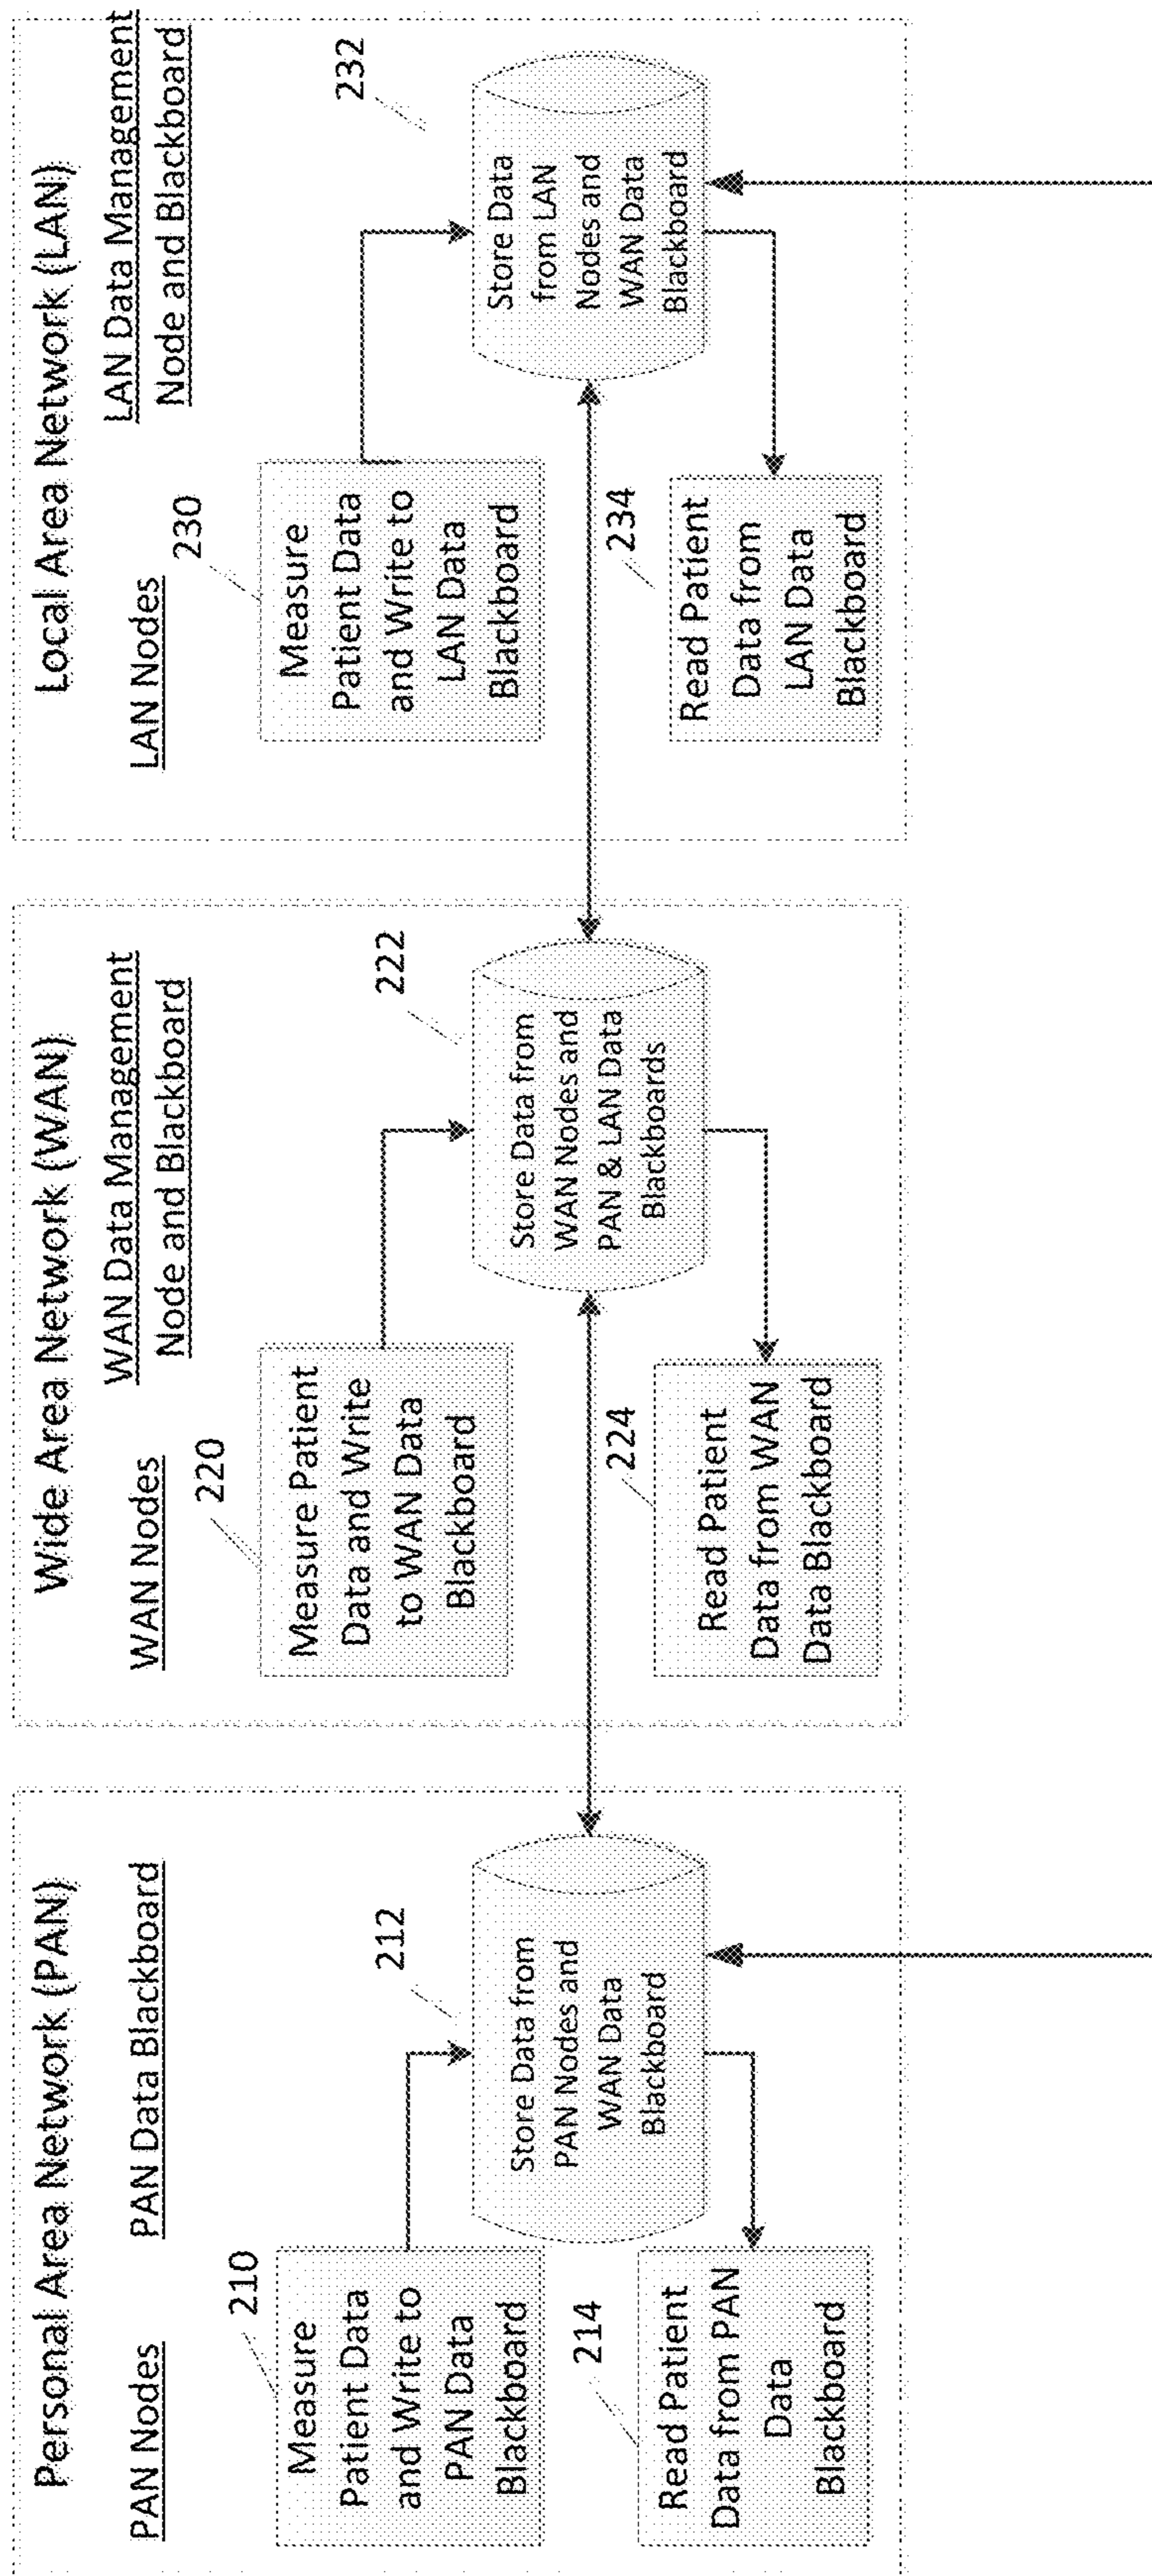 Personal Area Network (PAN)
PAN Nodes
PAN Data Blackboard
210
Measure
Patient Data
and Write to
PAN Data
Blackboard
212
Store Data from
PAN Nodes and
WAN Data
Blackboard
214
Read Patient
Data from PAN
Data
Blackboard
Wide Area Network (WAN)
WAN Nodes
WAN Data Management
Node and Blackboard
220
Measure Patient
Data and Write
to WAN Data
Blackboard
222
Store Data from
WAN Nodes and
PAN & LAN Data
Blackboards
224
Read Patient
Data from WAN
Data Blackboard
Local Area Network (LAN)
LAN Nodes
LAN Data Management
Node and Blackboard
230
Measure
Patient Data
and Write to
LAN Data
Blackboard
232
Store Data
from LAN
Nodes and
WAN Data
Blackboard
234
Read Patient
Data from
LAN Data
Blackboard